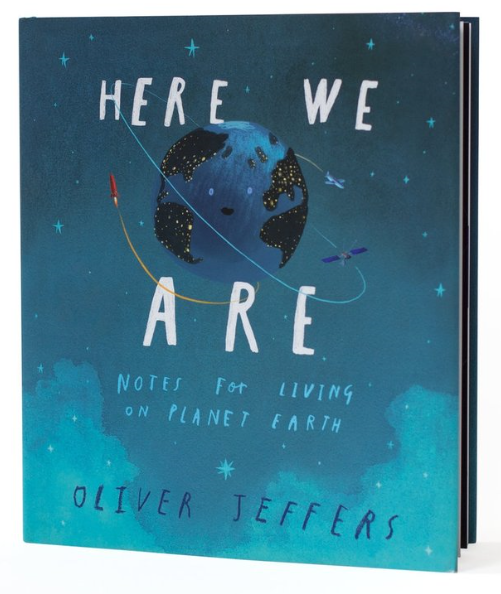 HERE WE
ARE
NOTES FOR LIVING
ON PLANET EARTH
OLIVER JEFFERS